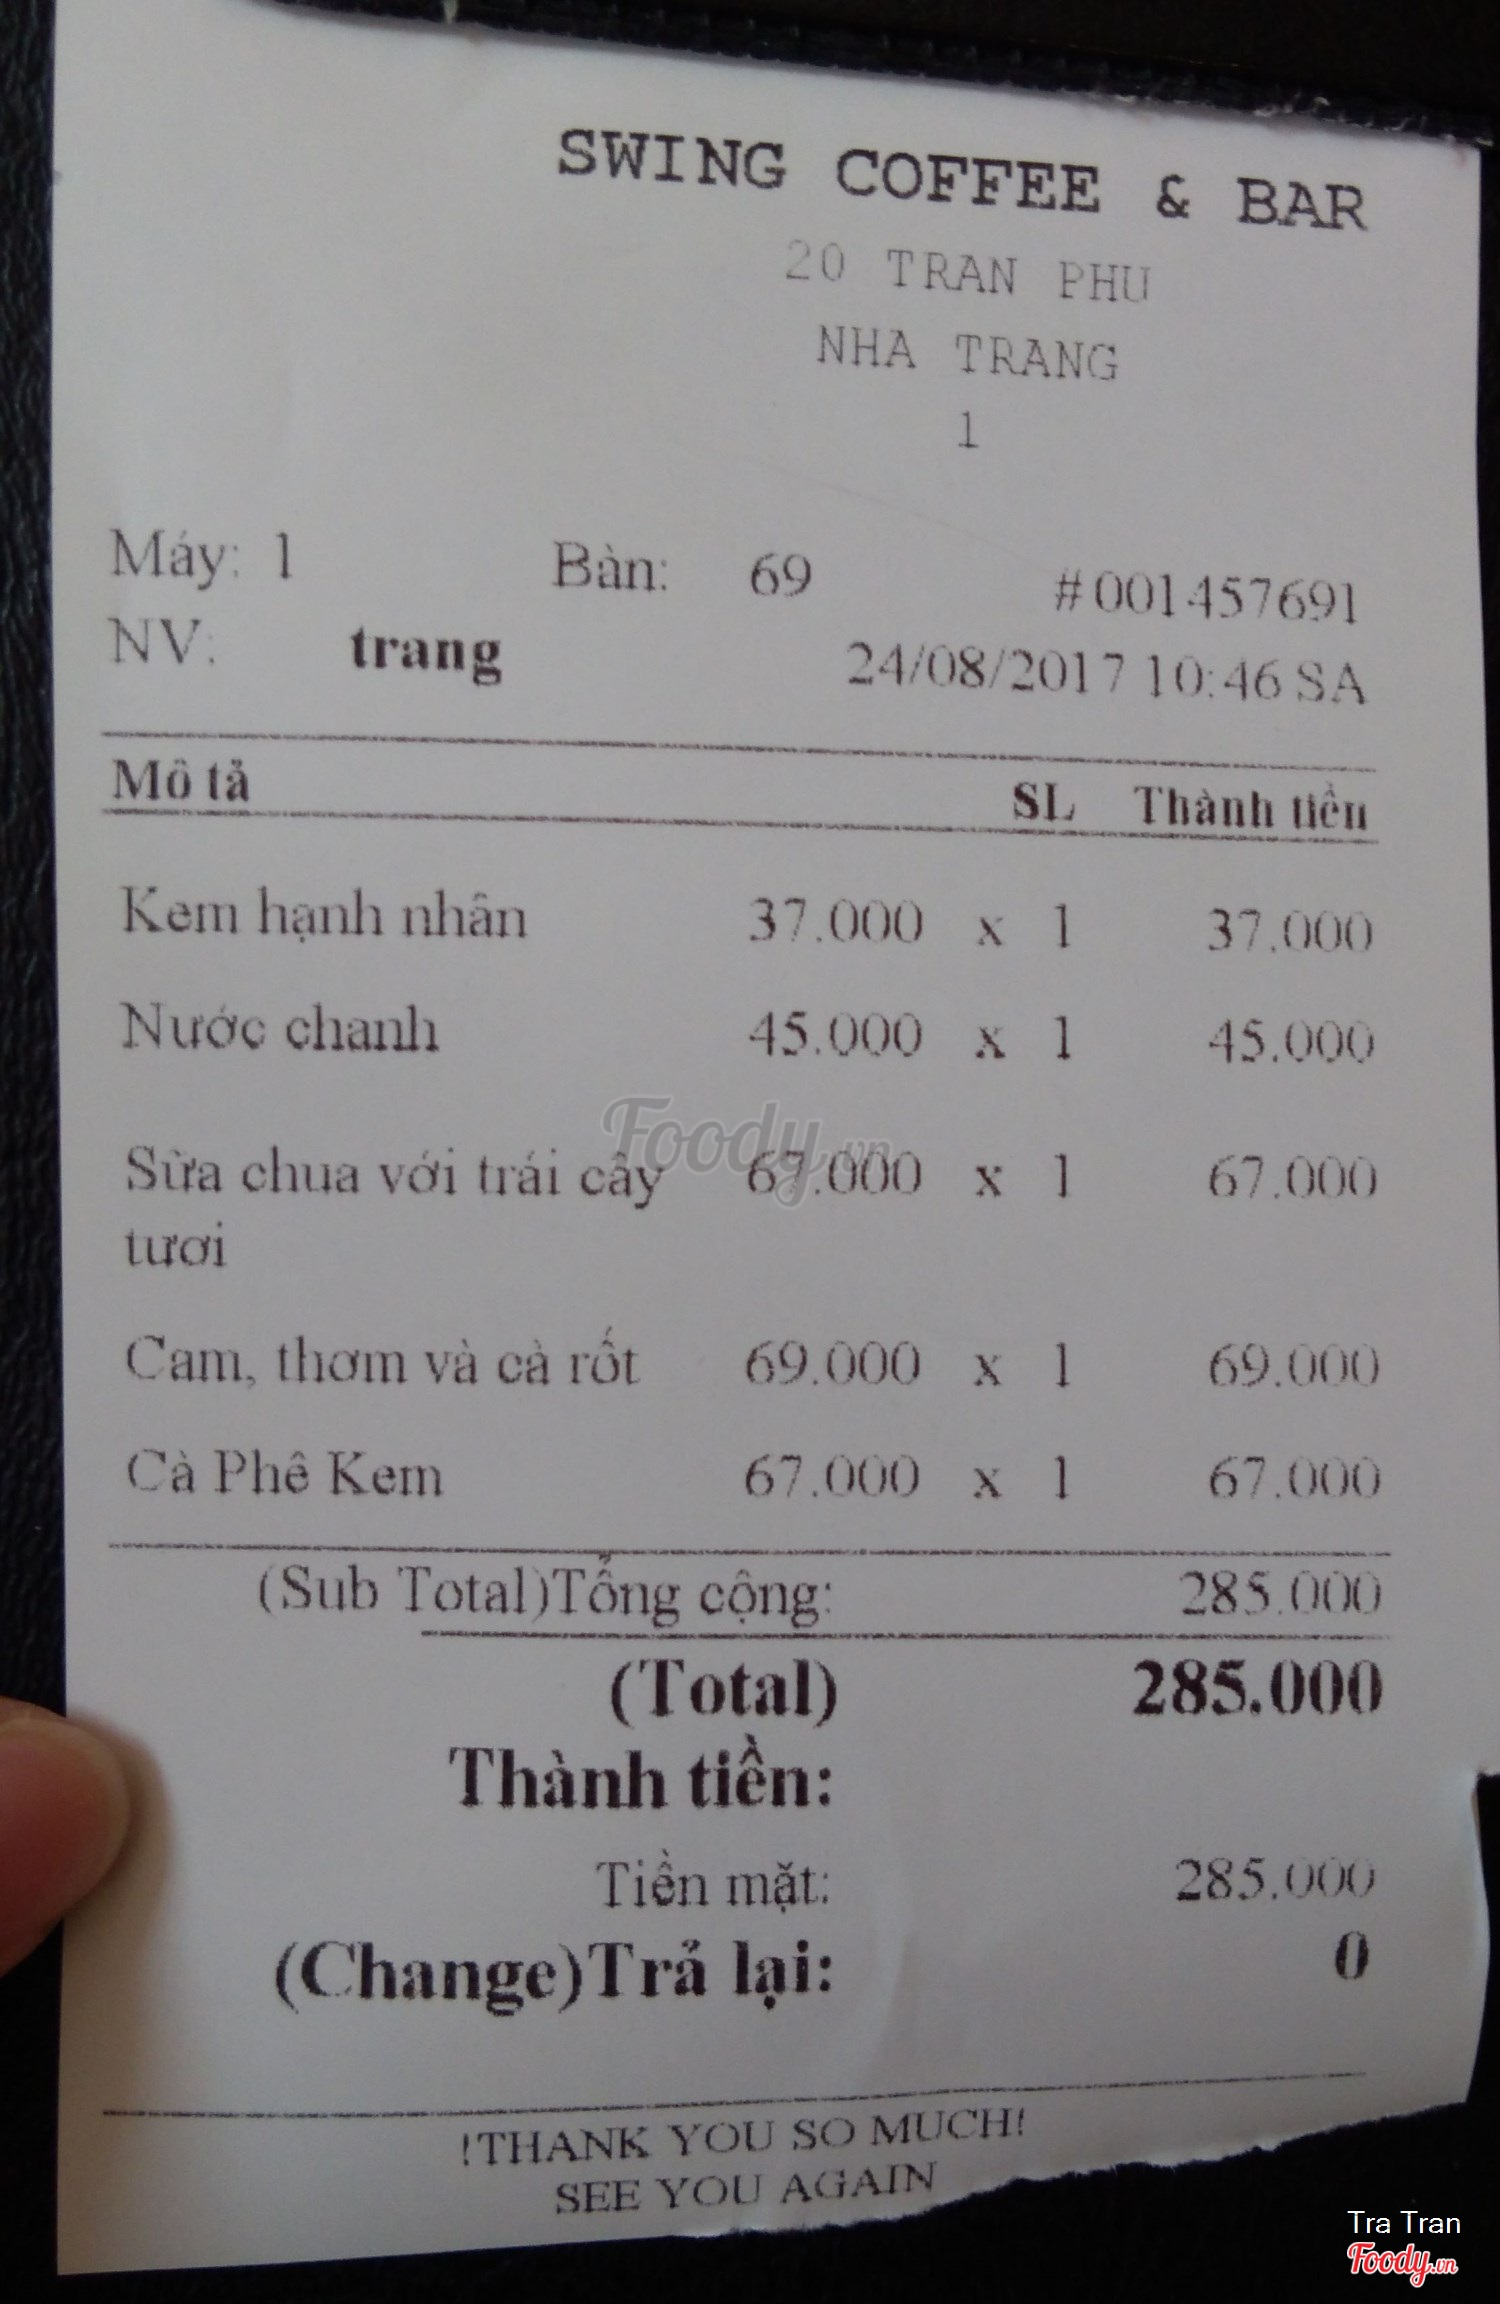 SWING COFFEE & BAR
20 TRAN PHU
NHA TRANG
1
Máy: 1 Bàn: 69 #001457691
NV: trang 24/08/2017 10:46 SA
Mô tả SL Thành tiền
Kem hạnh nhân 37.000 x 1 37.000
Nước chanh 45.000 x 1 45.000
Foody.vn
Sữa chua với trái cây 67.000 x 1 67.000
tươi
Cam, thơm và cà rốt 69.000 x 1 69.000
Cà Phê Kem 67.000 x 1 67.000
(Sub Total)Tổng cộng: 285.000
(Total) 285.000
Thành tiền:
Tiền mặt: 285.000
(Change)Trả lại: 0
!THANK YOU SO MUCH!
SEE YOU AGAIN
Tra Tran
Foody.vn